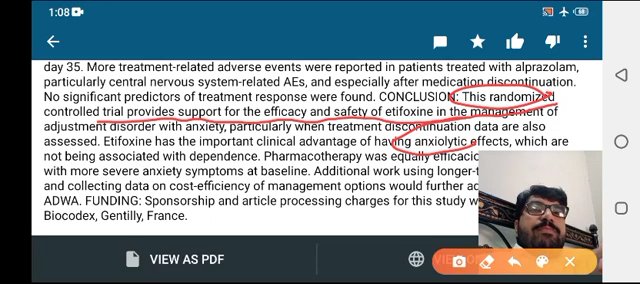 1:08
68
day 35. More treatment-related adverse events were reported in patients treated with alprazolam,
particularly central nervous system-related AEs, and especially after medication discontinuation.
No significant predictors of treatment response were found. CONCLUSION: This randomized
controlled trial provides support for the efficacy and safety of etifoxine in the management of
adjustment disorder with anxiety, particularly when treatment discontinuation data are also
assessed. Etifoxine has the important clinical advantage of having anxiolytic effects, which are
not being associated with dependence. Pharmacotherapy was equally
with more severe anxiety symptoms at baseline. Additional work using
and collecting data on cost-efficiency of management options would further
ADWA. FUNDING: Sponsorship and article processing charges for this study
Biocodex, Gentilly, France.
VIEW AS PDF